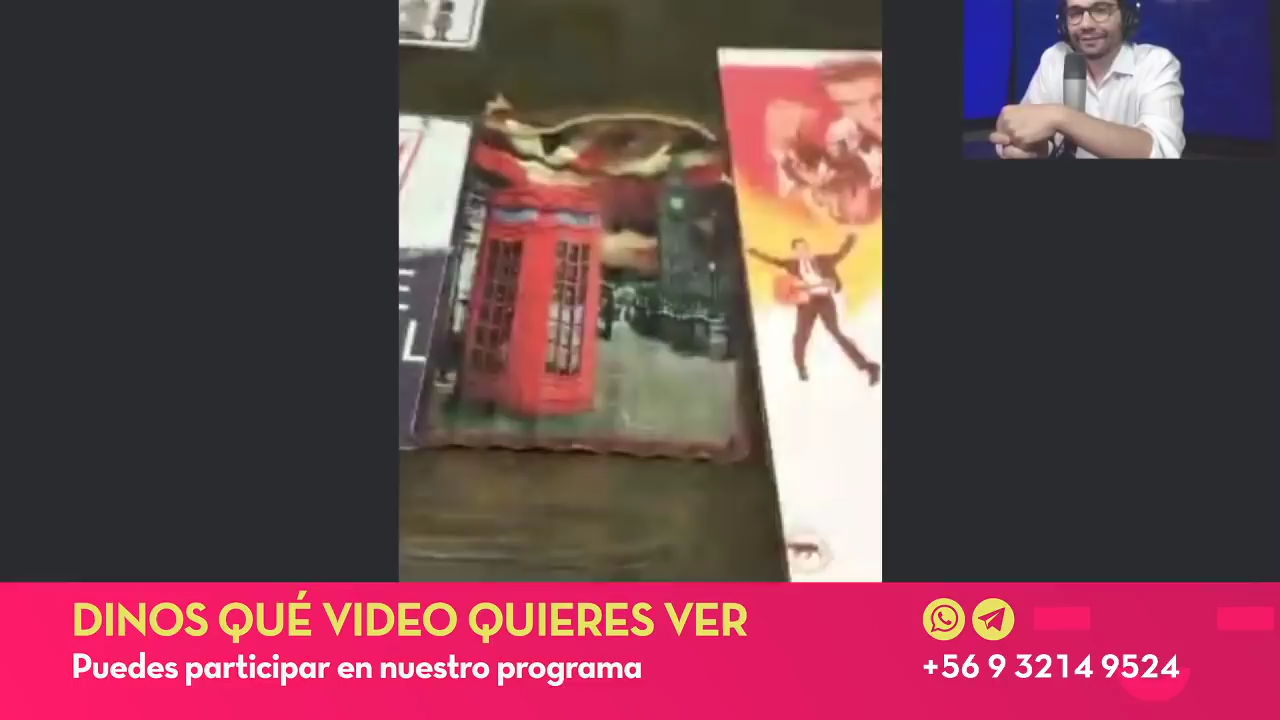 E
L
DINOS QUÉ VIDEO QUIERES VER
Puedes participar en nuestro programa
+56 9 3214 9524